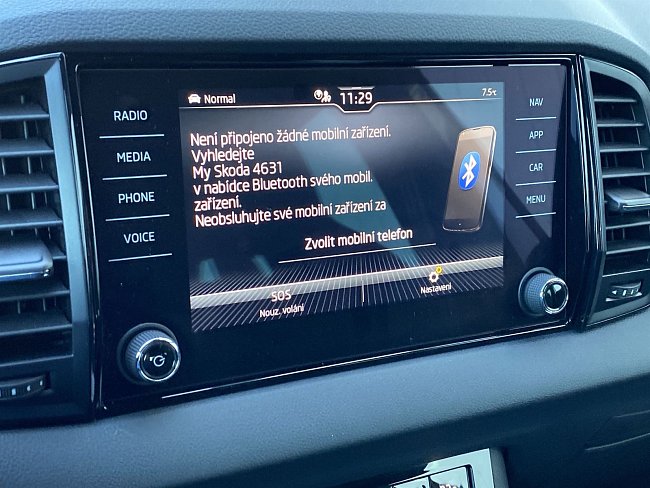 Normal
11:29
7.5°C
RADIO
MEDIA
PHONE
VOICE
Není připojeno žádné mobilní zařízení.
Vyhledejte
My Skoda 4631
v nabídce Bluetooth svého mobil.
zařízení.
Neobsluhujte své mobilní zařízení za
Zvolit mobilní telefon
SOS
Nouz. volání
Nastavení
NAV
APP
CAR
MENU